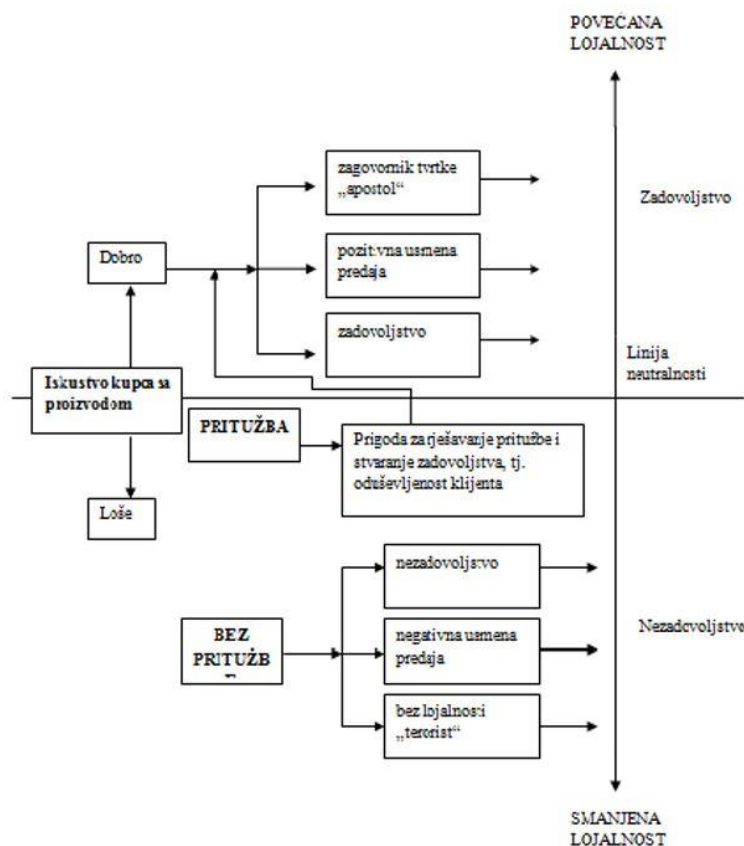 POVEĆANA
LOJALNOST
zagovornik tvrtke
„apostol“
Zadovoljstvo
Dobro
pozitivna usmena
predaja
zadovoljstvo
Linija
neutralnosti
Iskustvo kupca sa
proizvodom
PRITUŽBA
Prigoda za rješavanje pritužbe i
stvaranje zadovoljstva, tj.
oduševljenost klijenta
Loše
nezadovoljstvo
BEZ
PRITUŽB
negativna usmena
predaja
Nezadovoljstvo
bez lojalnosti
„terorist“
SMANJENA
LOJALNOST